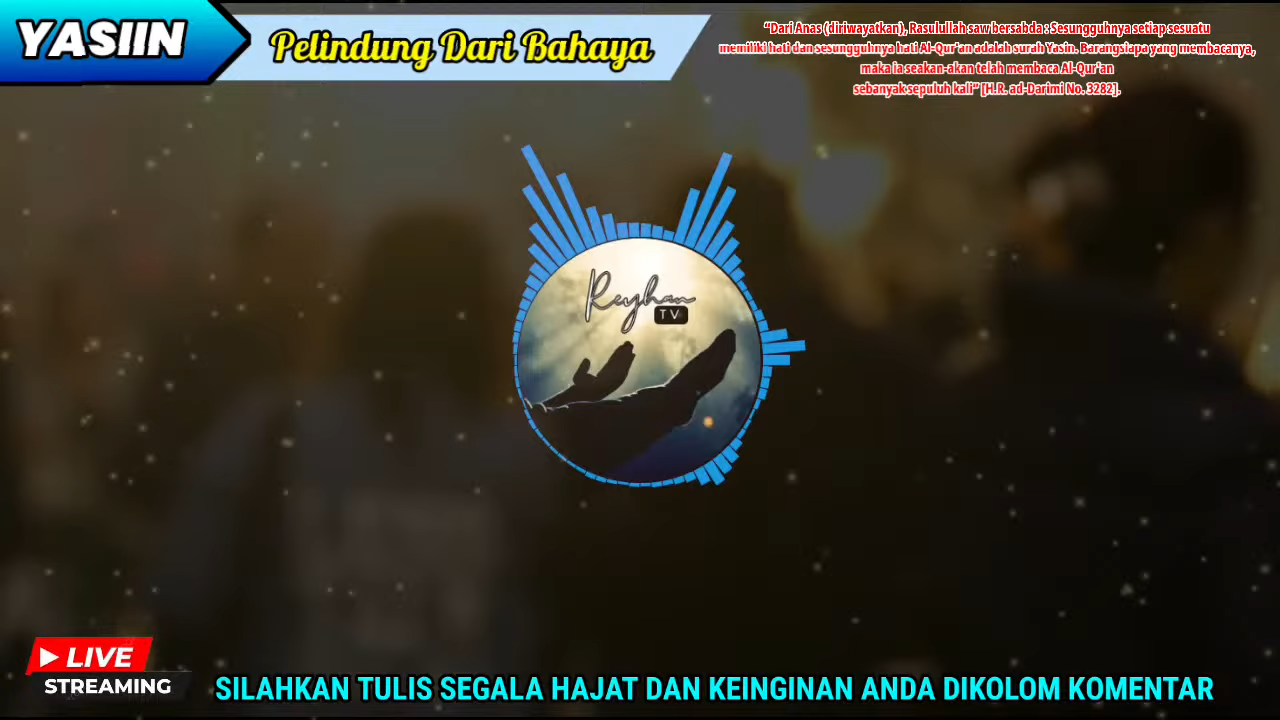 YASIIN
Pelindung Dari Bahaya
“Dari Anas (diriwayatkan), Rasulullah saw bersabda : Sesungguhnya setiap sesuatu
memiliki hati dan sesungguhnya hati Al-Qur'an adalah surah Yasin. Barangsiapa yang membacanya,
maka ia seakan-akan telah membaca Al-Qur'an
sebanyak sepuluh kali” [H.R. ad-Darimi No. 3282].
Reyhan
TV
LIVE
STREAMING
SILAHKAN TULIS SEGALA HAJAT DAN KEINGINAN ANDA DIKOLOM KOMENTAR